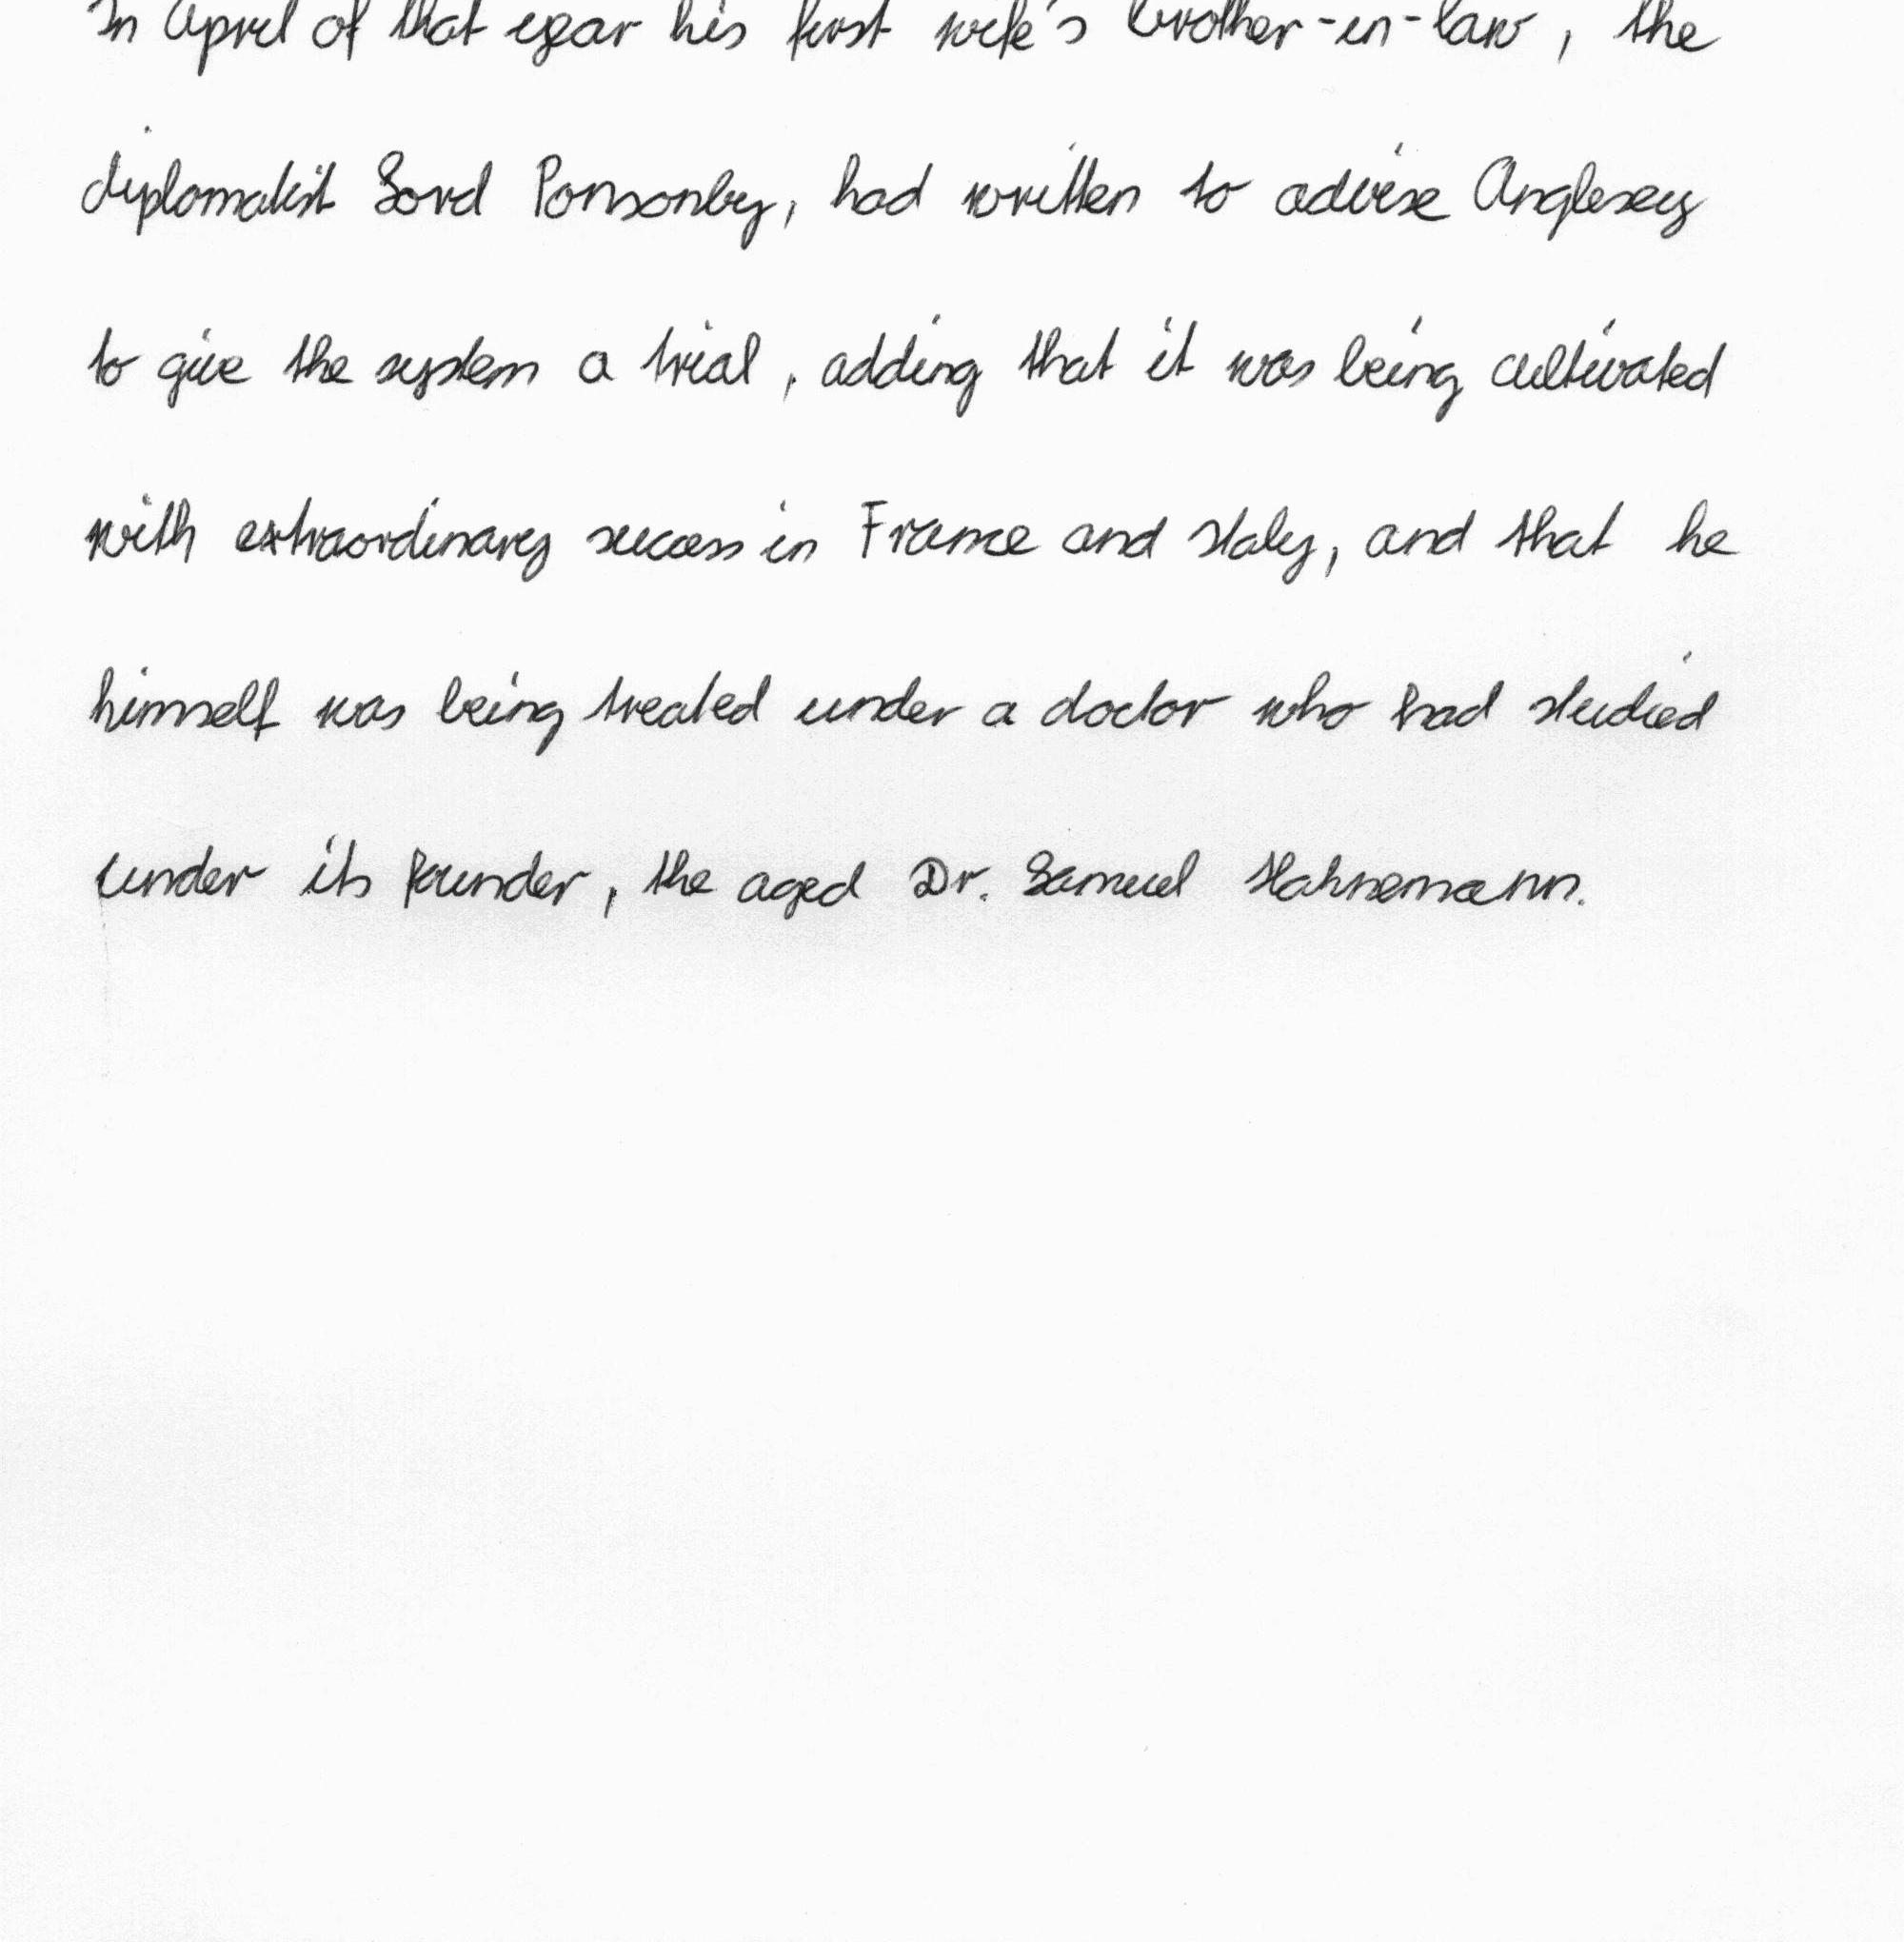 In April of that year his first wife's brother-in-law, the
diplomatist Lord Ponsonby, had written to advise Anglesey
to give the system a trial, adding that it was being cultivated
with extraordinary success in France and Italy, and that he
himself was being treated under a doctor who had studied
under its founder, the aged Dr. Samuel Hahnemann.